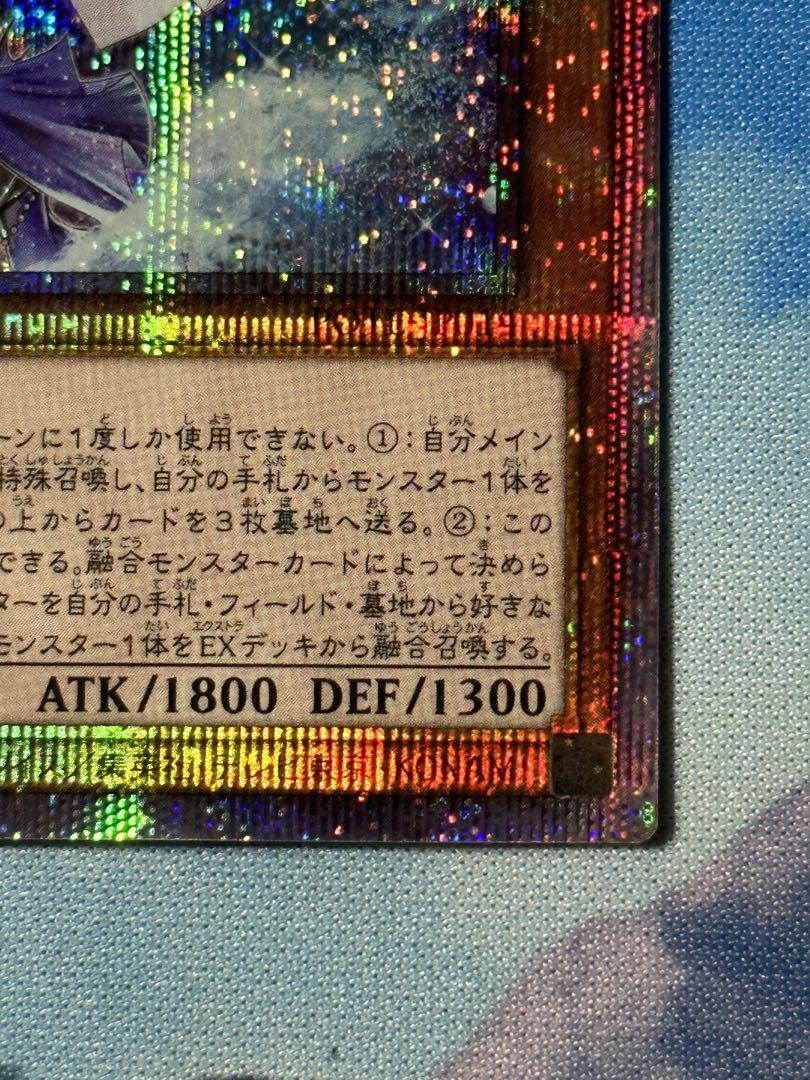 ーンに1度しか使用できない。①：自分メイン
特殊召喚し、自分の手札からモンスター1体を
の上からカードを3枚墓地へ送る。②：この
できる。融合モンスターカードによって決めら
ターを自分の手札・フィールド・墓地から好きな
モンスター1体をEXデッキから融合召喚する。
ATK/1800 DEF/1300
KONAMI